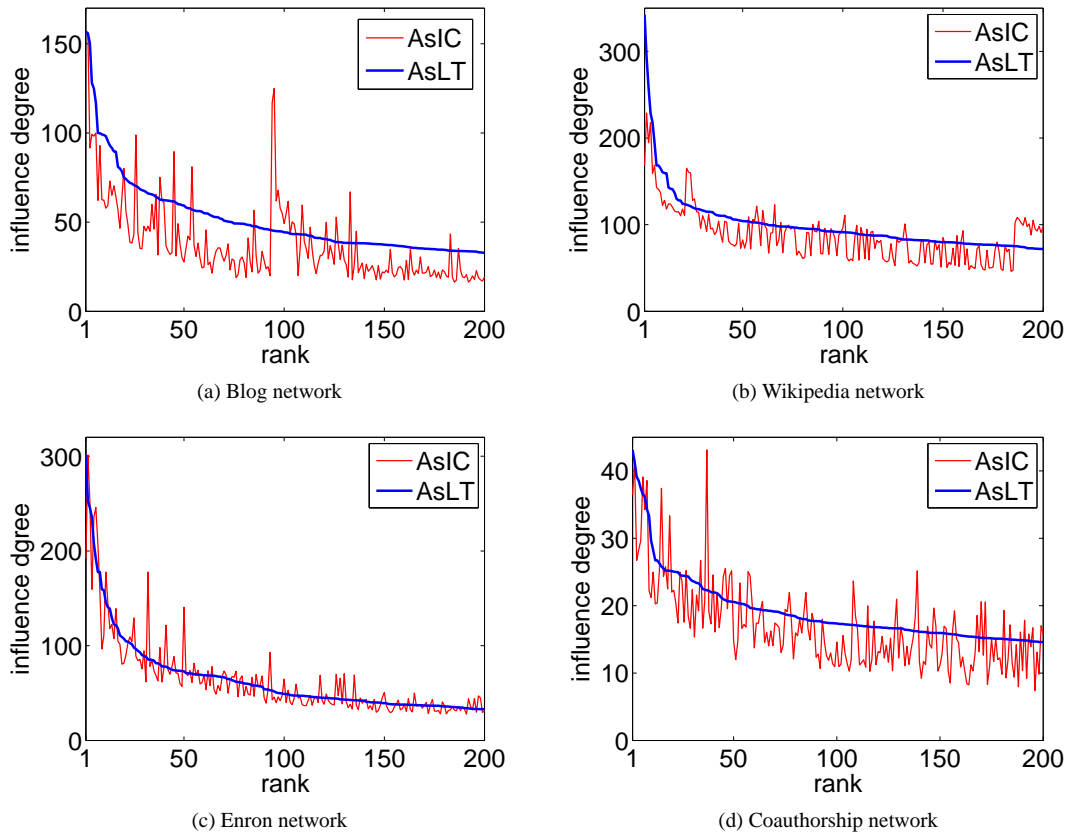 150
100
50
0
influence degree
AsIC
AsLT
1 50 100 150 200
rank
(a) Blog network
300
200
100
0
influence degree
AsIC
AsLT
1 50 100 150 200
rank
(b) Wikipedia network
300
200
100
0
influence dgree
AsIC
AsLT
1 50 100 150 200
rank
(c) Enron network
40
30
20
10
0
influence degree
AsIC
AsLT
1 50 100 150 200
rank
(d) Coauthorship network